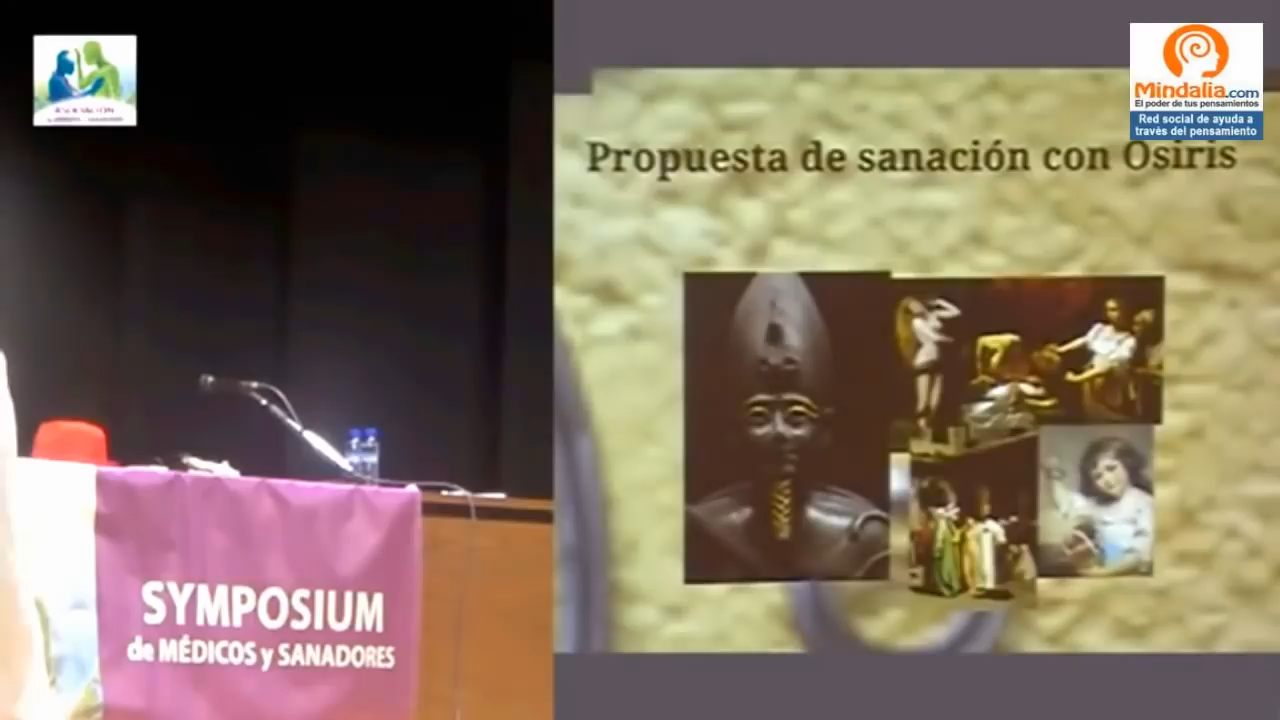 Mindalia.com
El poder de tus pensamientos
Red social de ayuda a
través del pensamiento
Propuesta de sanación con Osiris
SYMPOSIUM
de MÉDICOS y SANADORES